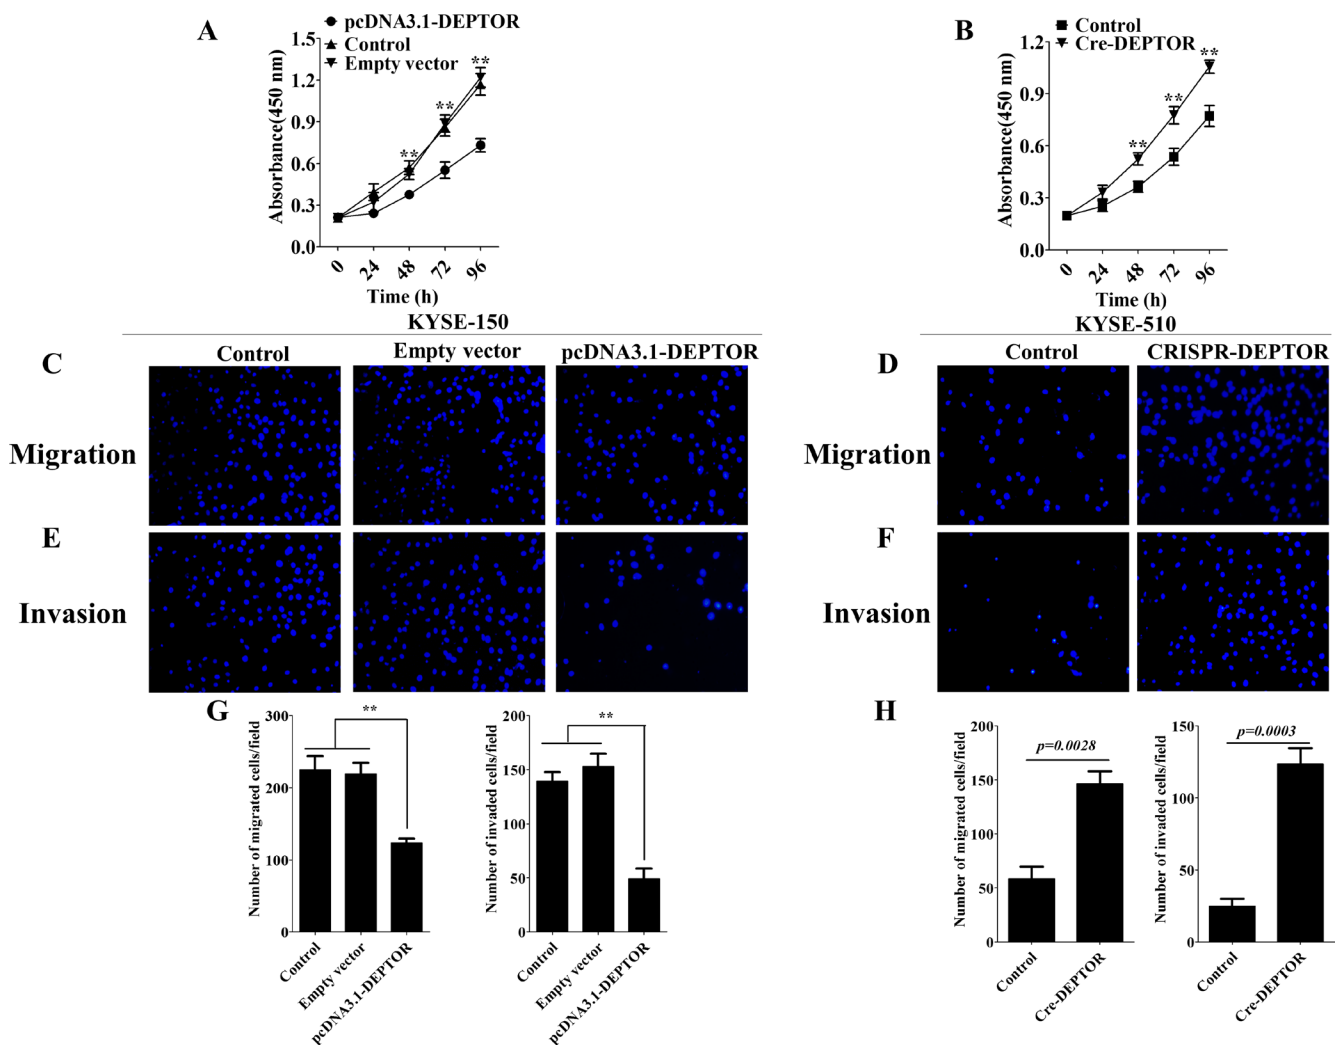 A
pcDNA3.1-DEPTOR
Control
Empty vector
Absorbance(450 nm)
1.5
1.2
0.9
0.6
0.3
0.0
**
**
**
0
24
48
72
96
Time (h)
B
Control
Cre-DEPTOR
Absorbance(450 nm)
1.2
0.9
0.6
0.3
0.0
**
**
**
**
0
24
48
72
96
Time (h)
KYSE-150
KYSE-510
C
Control
Empty vector
pcDNA3.1-DEPTOR
D
Control
CRISPR-DEPTOR
Migration
Migration
E
F
Invasion
Invasion
G
Number of migrated cells/field
300
200
100
0
**
Control
Empty vector
pcDNA3.1-DEPTOR
Number of invaded cells/field
200
150
100
50
0
**
Control
Empty vector
pcDNA3.1-DEPTOR
H
Number of migrated cells/field
200
150
100
50
0
p=0.0028
Control
Cre-DEPTOR
Number of invaded cells/field
150
100
50
0
p=0.0003
Control
Cre-DEPTOR